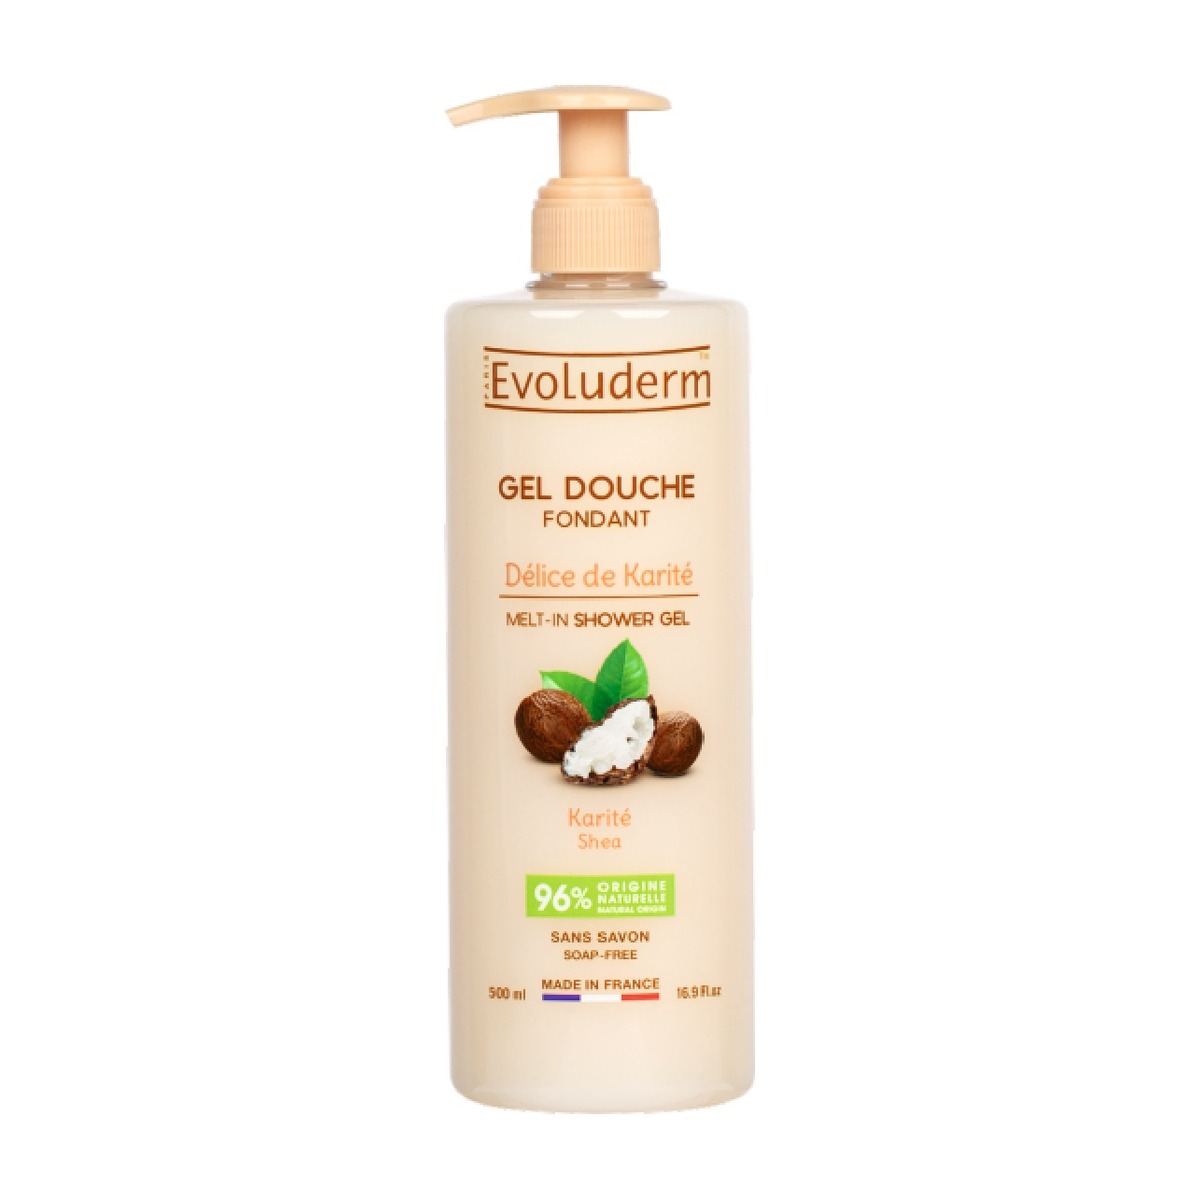 PARIS
Evoluderm
GEL DOUCHE
FONDANT
Délice de Karité
MELT-IN SHOWER GEL
Karité
Shea
96% ORIGINE
NATURELLE
NATURAL ORIGIN
SANS SAVON
SOAP-FREE
MADE IN FRANCE
500 ml
16.9 Fl.oz